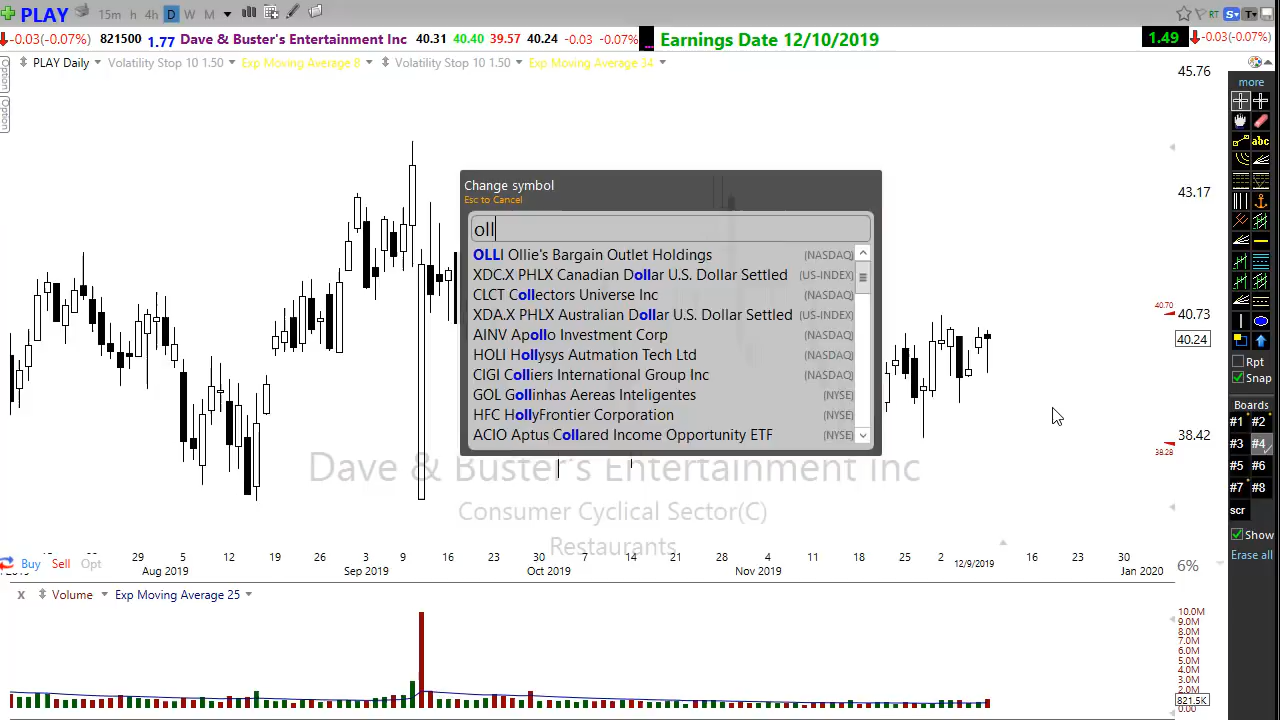 PLAY 15m h 4h D W M RT S T
-0.03(-0.07%) 821500 1.77 Dave & Buster's Entertainment Inc 40.31 40.40 39.57 40.24 -0.03 -0.07% ... Earnings Date 12/10/2019 1.49 -0.03(-0.07%)
PLAY Daily Volatility Stop 10 1.50 Exp Moving Average 8 Volatility Stop 10 1.50 Exp Moving Average 34
Option
Option
45.76
43.17
40.73
40.70
40.24
38.42
38.28
Change symbol
Esc to Cancel
oll
OLLI Ollie's Bargain Outlet Holdings (NASDAQ)
XDC.X PHLX Canadian Dollar U.S. Dollar Settled (US-INDEX)
CLCT Collectors Universe Inc (NASDAQ)
XDA.X PHLX Australian Dollar U.S. Dollar Settled (US-INDEX)
AINV Apollo Investment Corp (NASDAQ)
HOLI Hollysys Autmation Tech Ltd (NASDAQ)
CIGI Colliers International Group Inc (NASDAQ)
GOL Gollinhas Aereas Inteligentes (NYSE)
HFC HollyFrontier Corporation (NYSE)
ACIO Aptus Collared Income Opportunity ETF (NYSE)
Dave & Buster's Entertainment Inc
Consumer Cyclical Sector(C)
Restaurants
29 5 12 19 26 3 9 16 23 30 7 14 21 28 4 11 18 25 2 12/9/2019 16 23 30
Aug 2019 Sep 2019 Oct 2019 Nov 2019 Jan 2020
Buy Sell Opt
6%
x Volume Exp Moving Average 25
10.0M
9.0M
8.0M
7.0M
6.0M
5.0M
4.0M
3.0M
2.0M
821.5K
0.00
more
abc
Rpt
Snap
Boards
#1 #2
#3 #4
#5 #6
#7 #8
scr
Show
Erase all